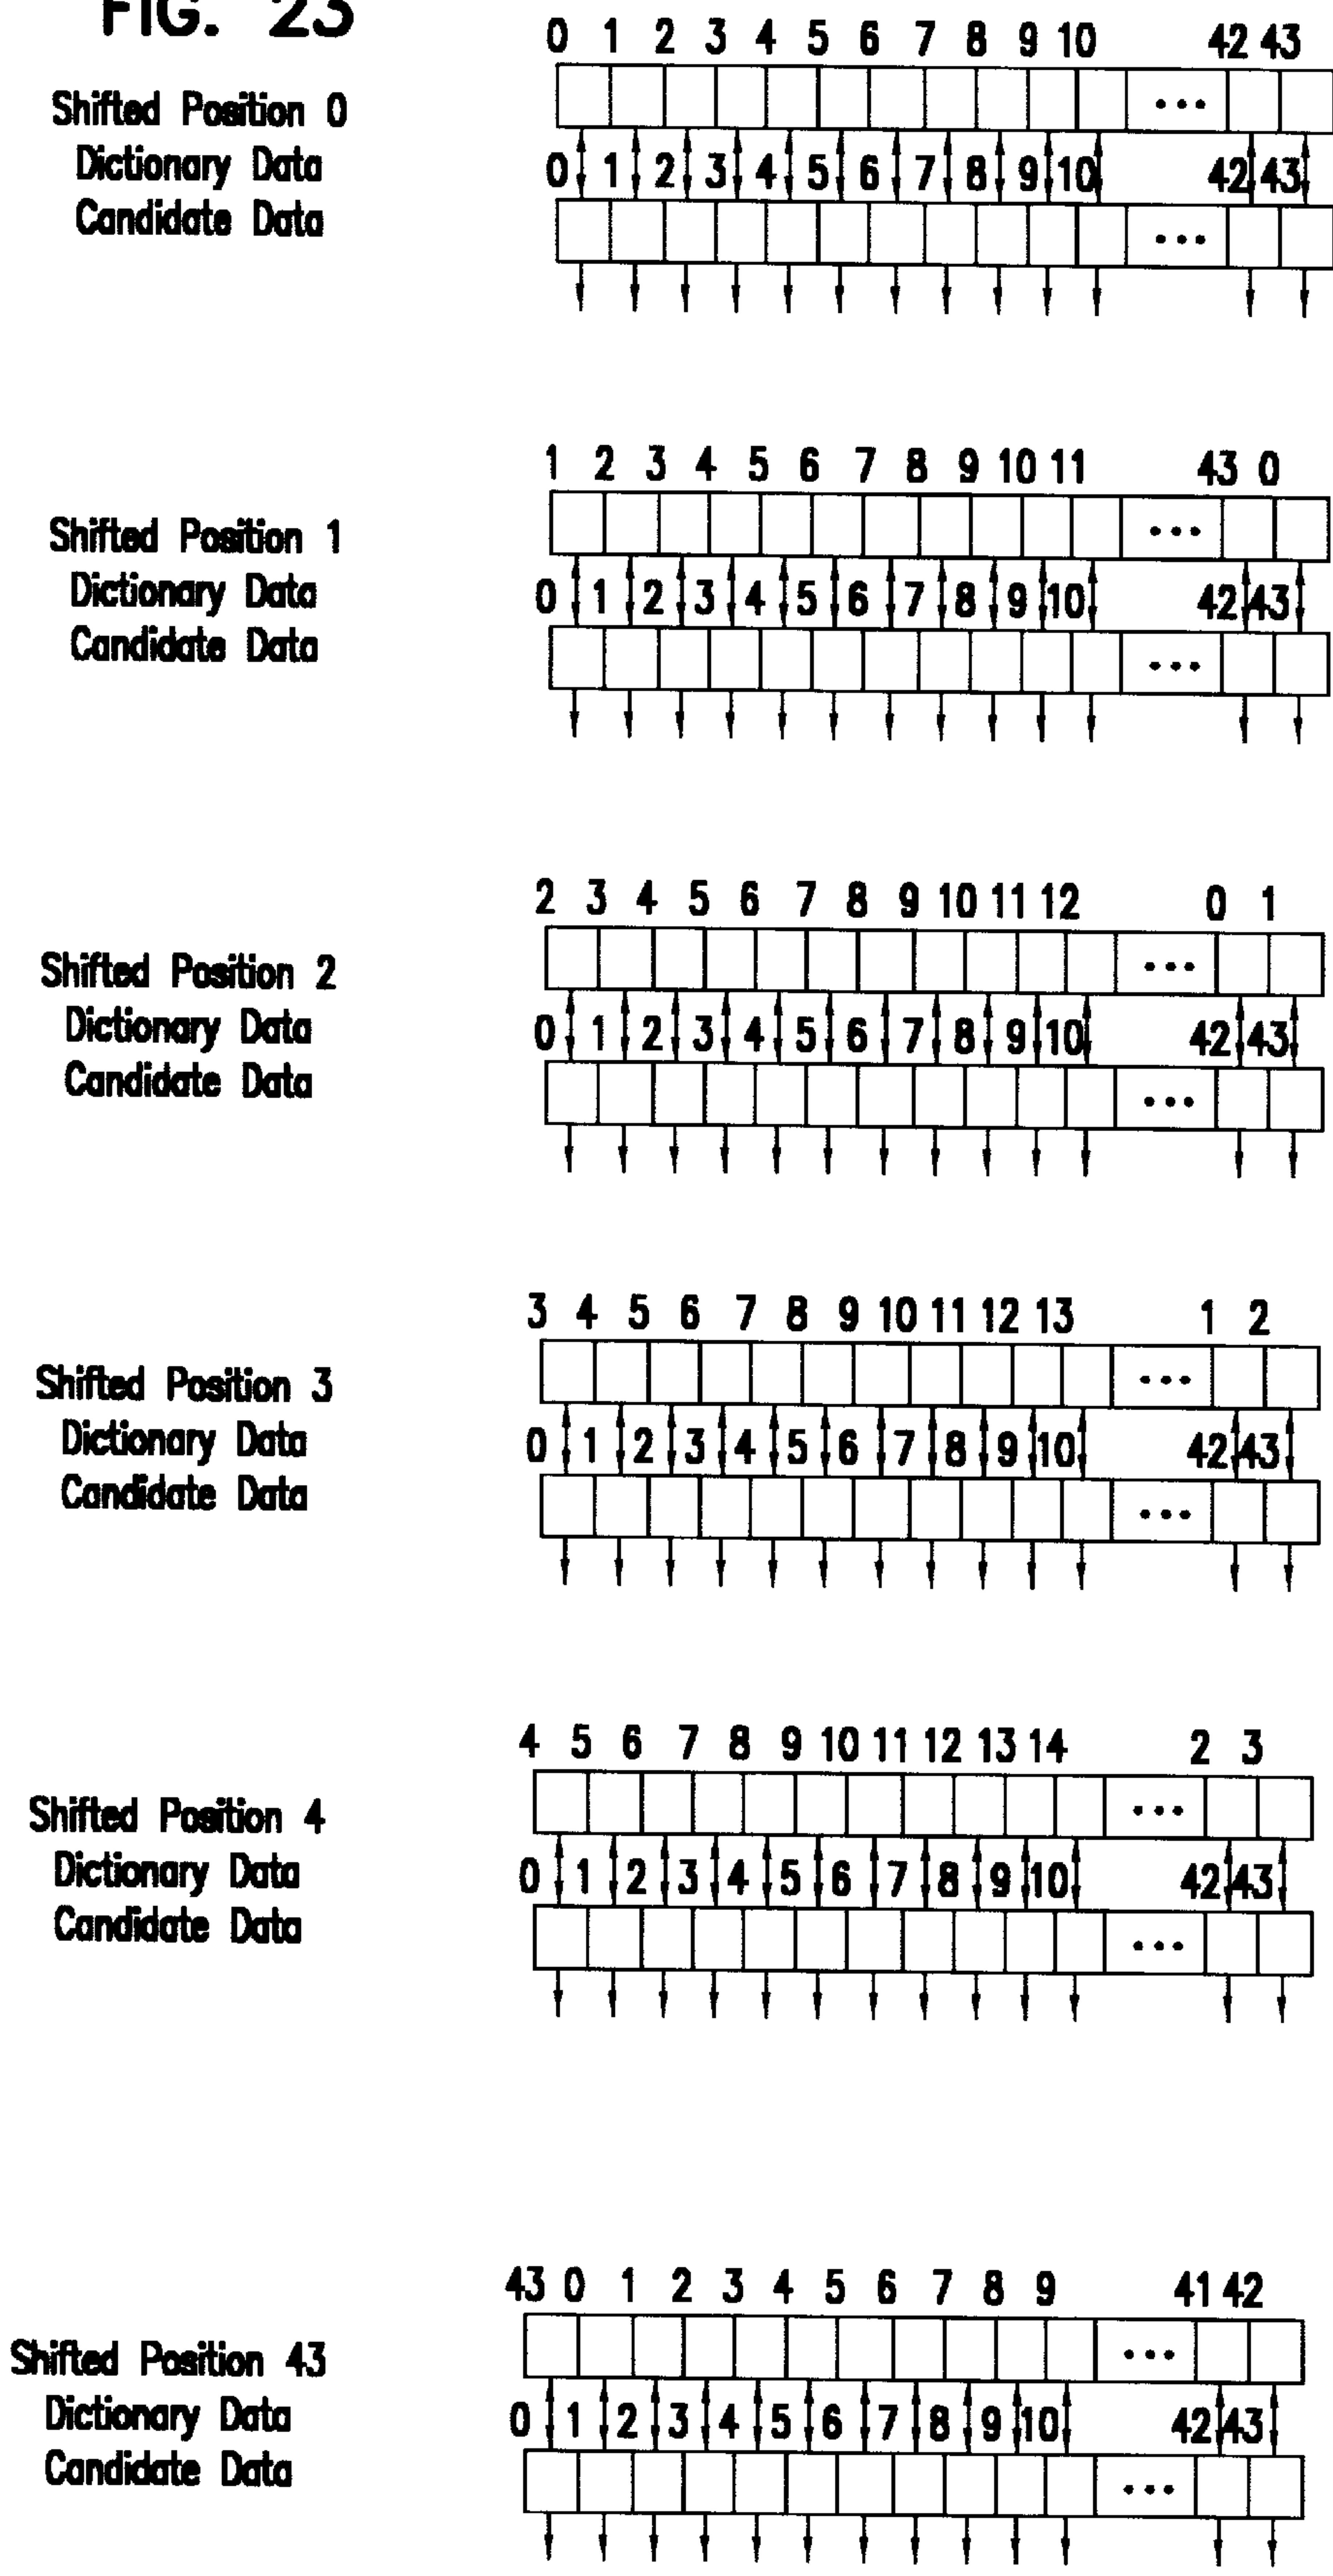 FIG. 23
0 1 2 3 4 5 6 7 8 9 10 42 43
Shifted Position 0
Dictionary Data
0 1 2 3 4 5 6 7 8 9 10 42 43
Candidate Data
1 2 3 4 5 6 7 8 9 10 11 43 0
Shifted Position 1
Dictionary Data
0 1 2 3 4 5 6 7 8 9 10 42 43
Candidate Data
2 3 4 5 6 7 8 9 10 11 12 0 1
Shifted Position 2
Dictionary Data
0 1 2 3 4 5 6 7 8 9 10 42 43
Candidate Data
3 4 5 6 7 8 9 10 11 12 13 1 2
Shifted Position 3
Dictionary Data
0 1 2 3 4 5 6 7 8 9 10 42 43
Candidate Data
4 5 6 7 8 9 10 11 12 13 14 2 3
Shifted Position 4
Dictionary Data
0 1 2 3 4 5 6 7 8 9 10 42 43
Candidate Data
43 0 1 2 3 4 5 6 7 8 9 41 42
Shifted Position 43
Dictionary Data
0 1 2 3 4 5 6 7 8 9 10 42 43
Candidate Data